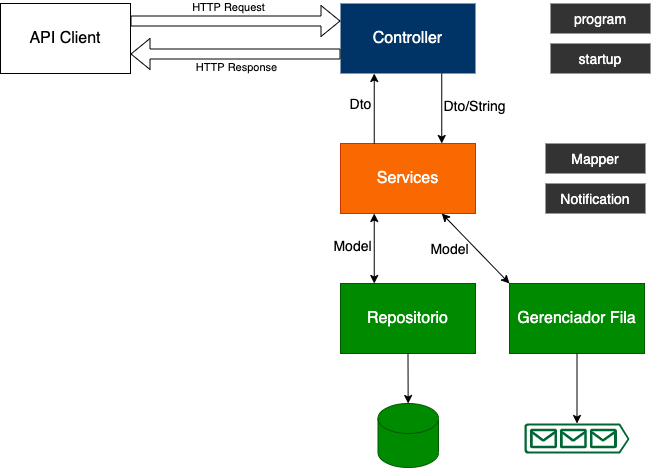 HTTP Request
API Client
Controller
program
HTTP Response
startup
Dto
Dto/String
Services
Mapper
Notification
Model
Model
Repositorio
Gerenciador Fila